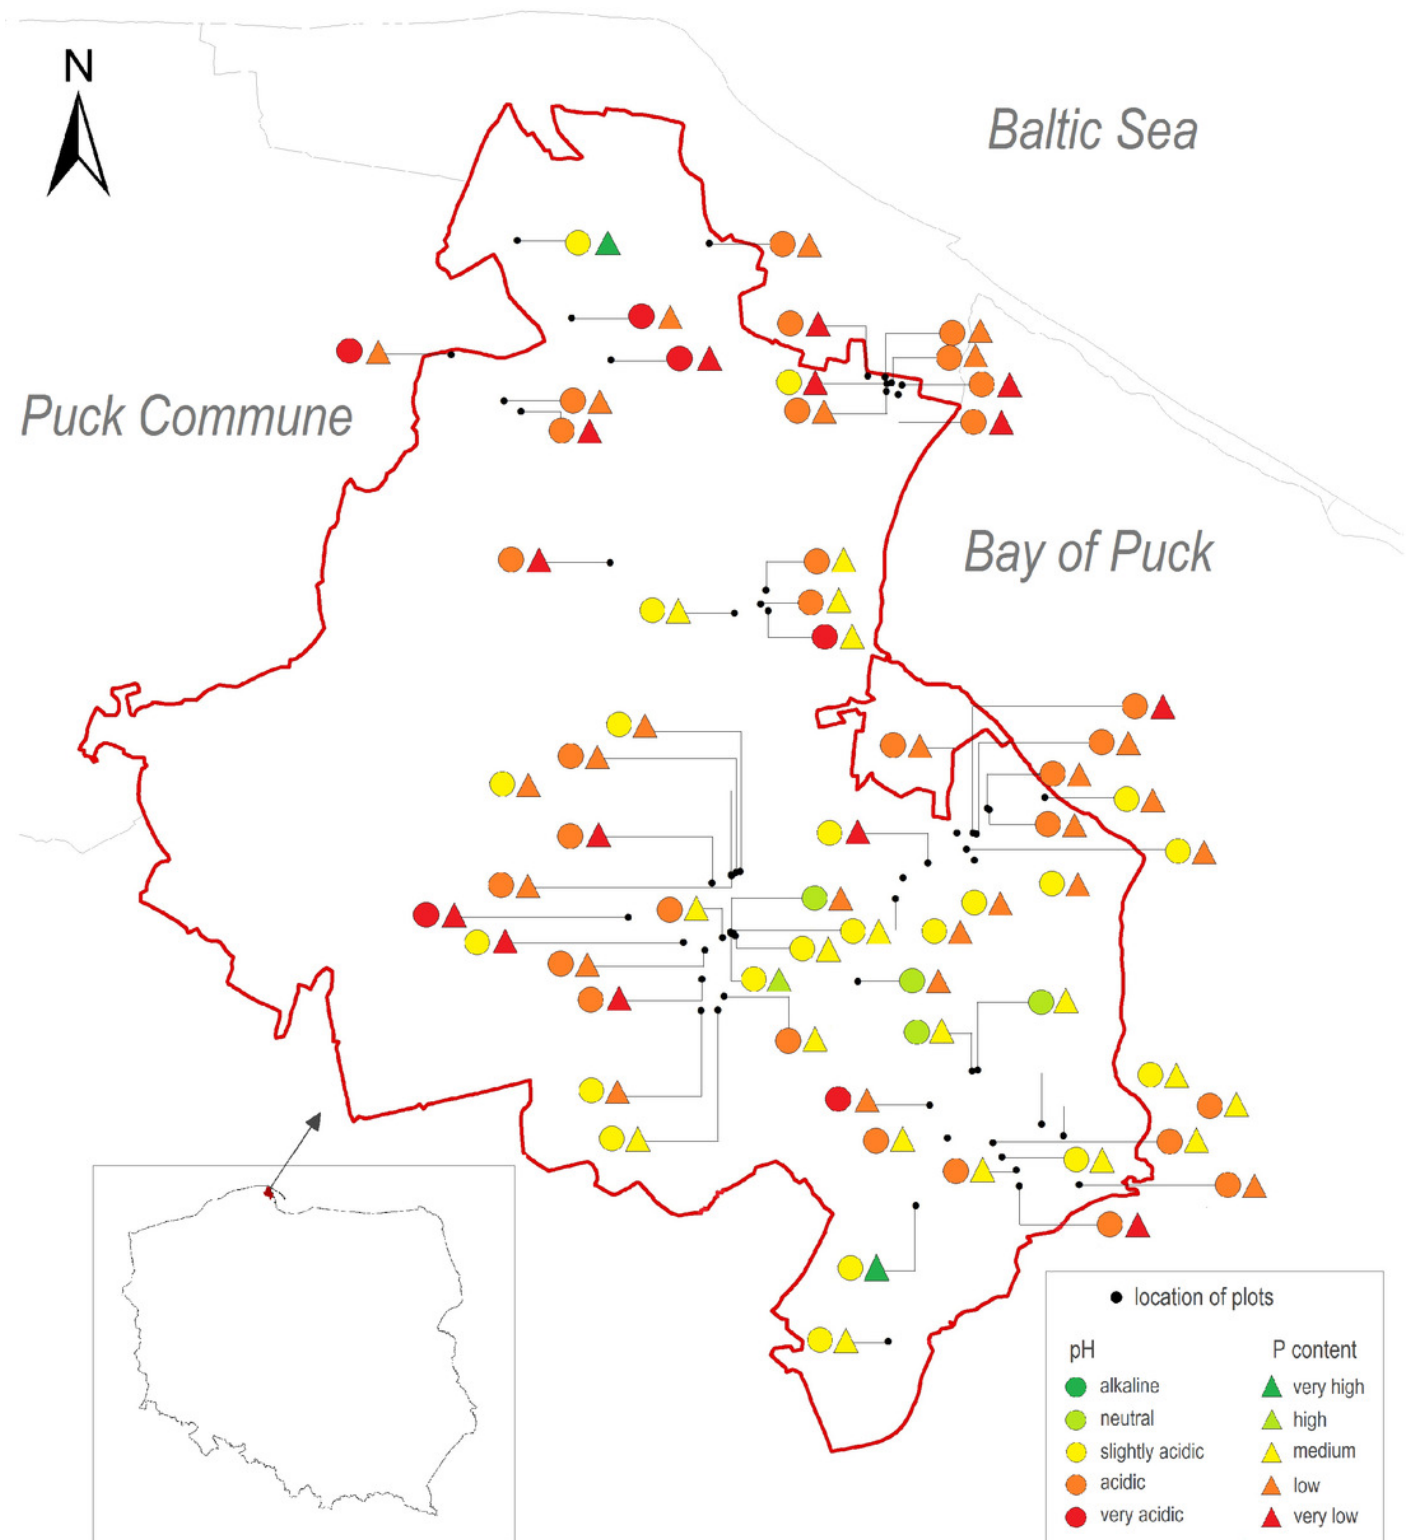 N
Baltic Sea
Puck Commune
Bay of Puck
location of plots
pH
P content
alkaline
very high
neutral
high
slightly acidic
medium
acidic
low
very acidic
very low